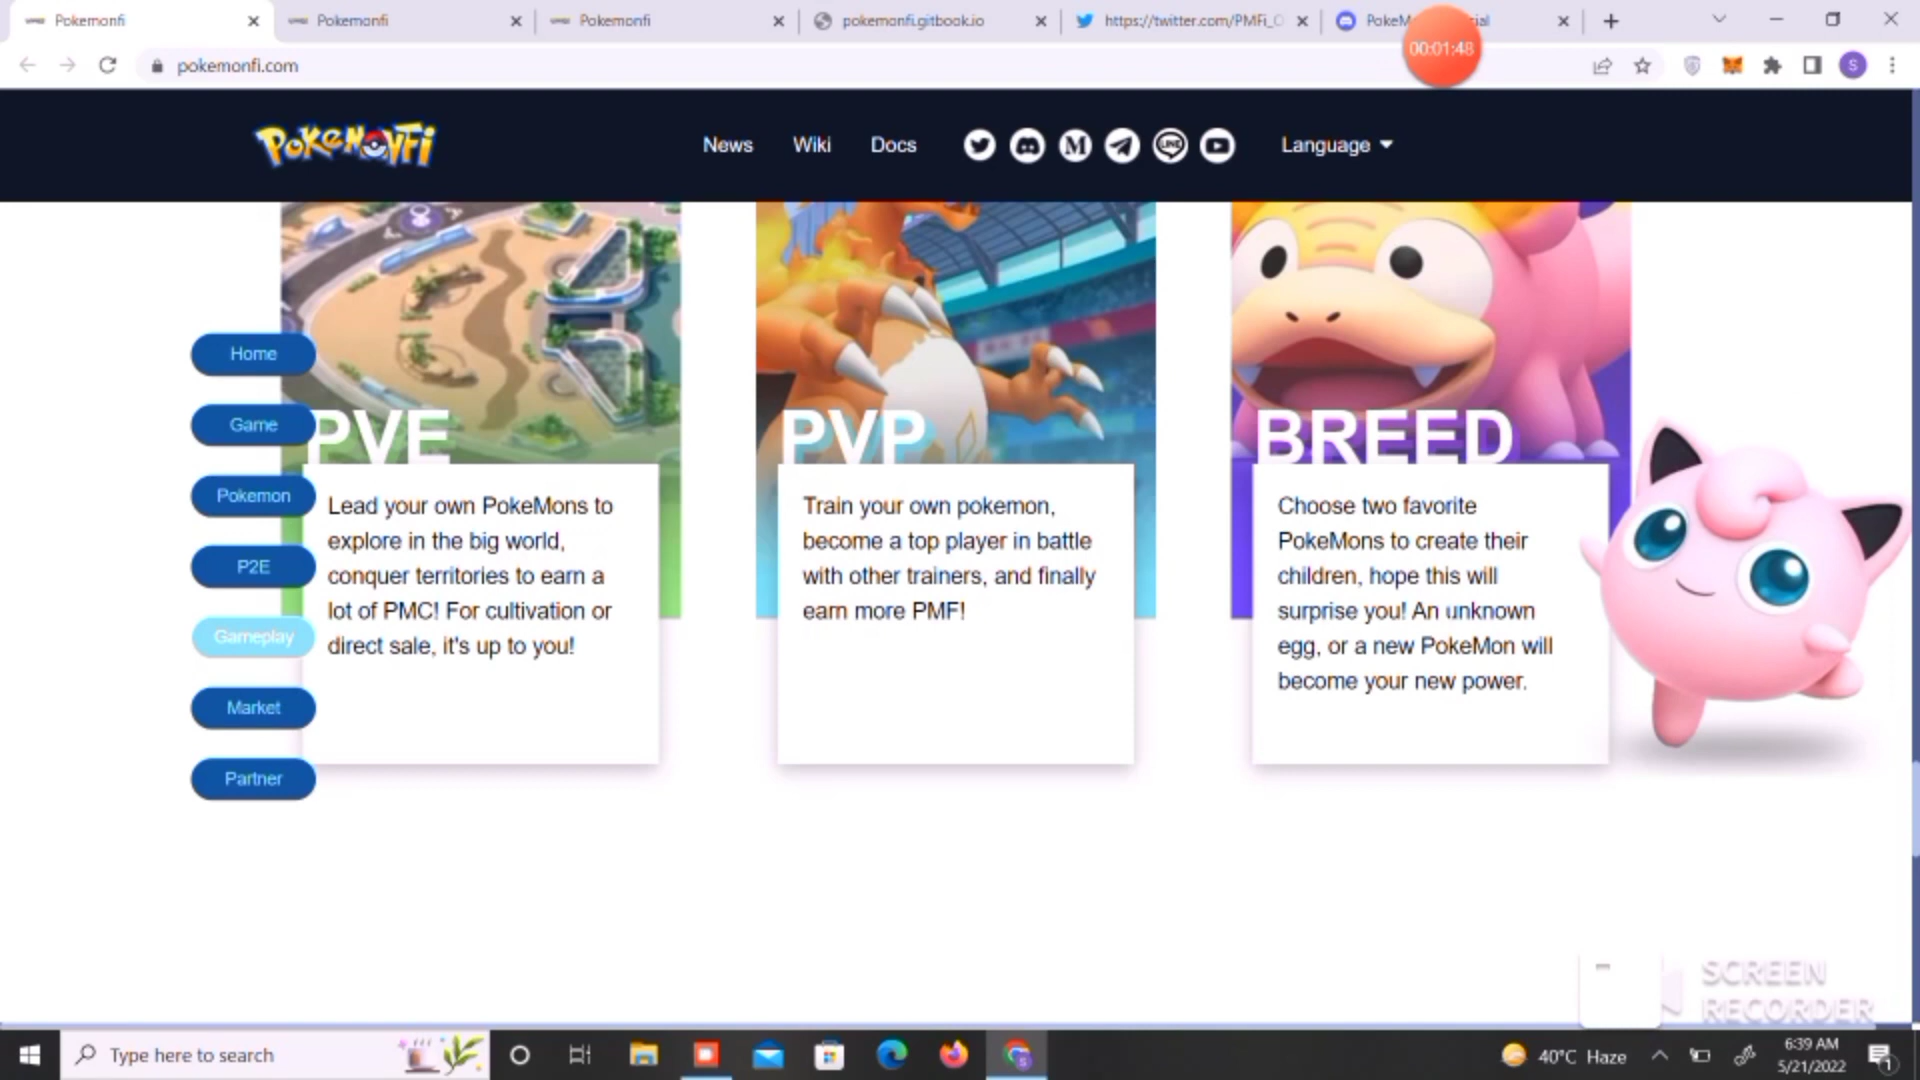 Pokemonfi
Pokemonfi
Pokemonfi
pokemonfi.gitbook.io
https://twitter.com/PMFi_
00:01:48
pokemonfi.com
S
PoKeMoNFi
News
Wiki
Docs
M
LINE
Language
Home
Game
Pokemon
P2E
Gameplay
Market
Partner
PVE
Lead your own PokeMons to
explore in the big world,
conquer territories to earn a
lot of PMC! For cultivation or
direct sale, it's up to you!
PVP
Train your own pokemon,
become a top player in battle
with other trainers, and finally
earn more PMF!
BREED
Choose two favorite
PokeMons to create their
children, hope this will
surprise you! An unknown
egg, or a new PokeMon will
become your new power.
SCREEN
RECORDER
Type here to search
40°C Haze
6:39 AM
5/21/2022
1